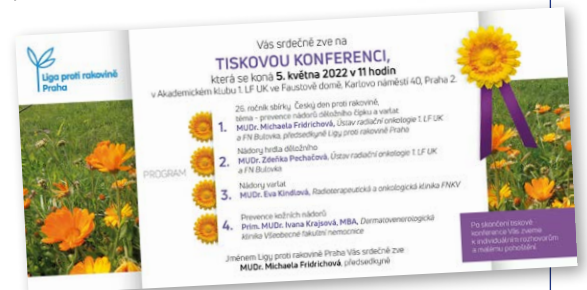 Liga proti rakovině
Praha
Vás srdečně zve na
TISKOVOU KONFERENCI,
která se koná 5. května 2022 v 11 hodin
v Akademickém klubu 1. LF UK ve Faustově domě, Karlovo náměstí 40, Praha 2.
PROGRAM
1.
26. ročník sbírky Český den proti rakovině,
téma - prevence nádorů děložního čípku a varlat
MUDr. Michaela Fridrichová, Ústav radiační onkologie 1. LF UK
a FN Bulovka, předsedkyně Ligy proti rakovině Praha
2.
Nádory hrdla děložního
MUDr. Zdeňka Pechačová, Ústav radiační onkologie 1. LF UK
a FN Bulovka
3.
Nádory varlat
MUDr. Eva Kindlová, Radioterapeutická a onkologická klinika FNKV
4.
Prevence kožních nádorů
Prim. MUDr. Ivana Krajsová, MBA, Dermatovenerologická
klinika Všeobecné fakultní nemocnice
Jménem Ligy proti rakovině Praha Vás srdečně zve
MUDr. Michaela Fridrichová, předsedkyně
Po skončení tiskové
konference Vás zveme
k individuálním rozhovorům
a malému pohoštění.